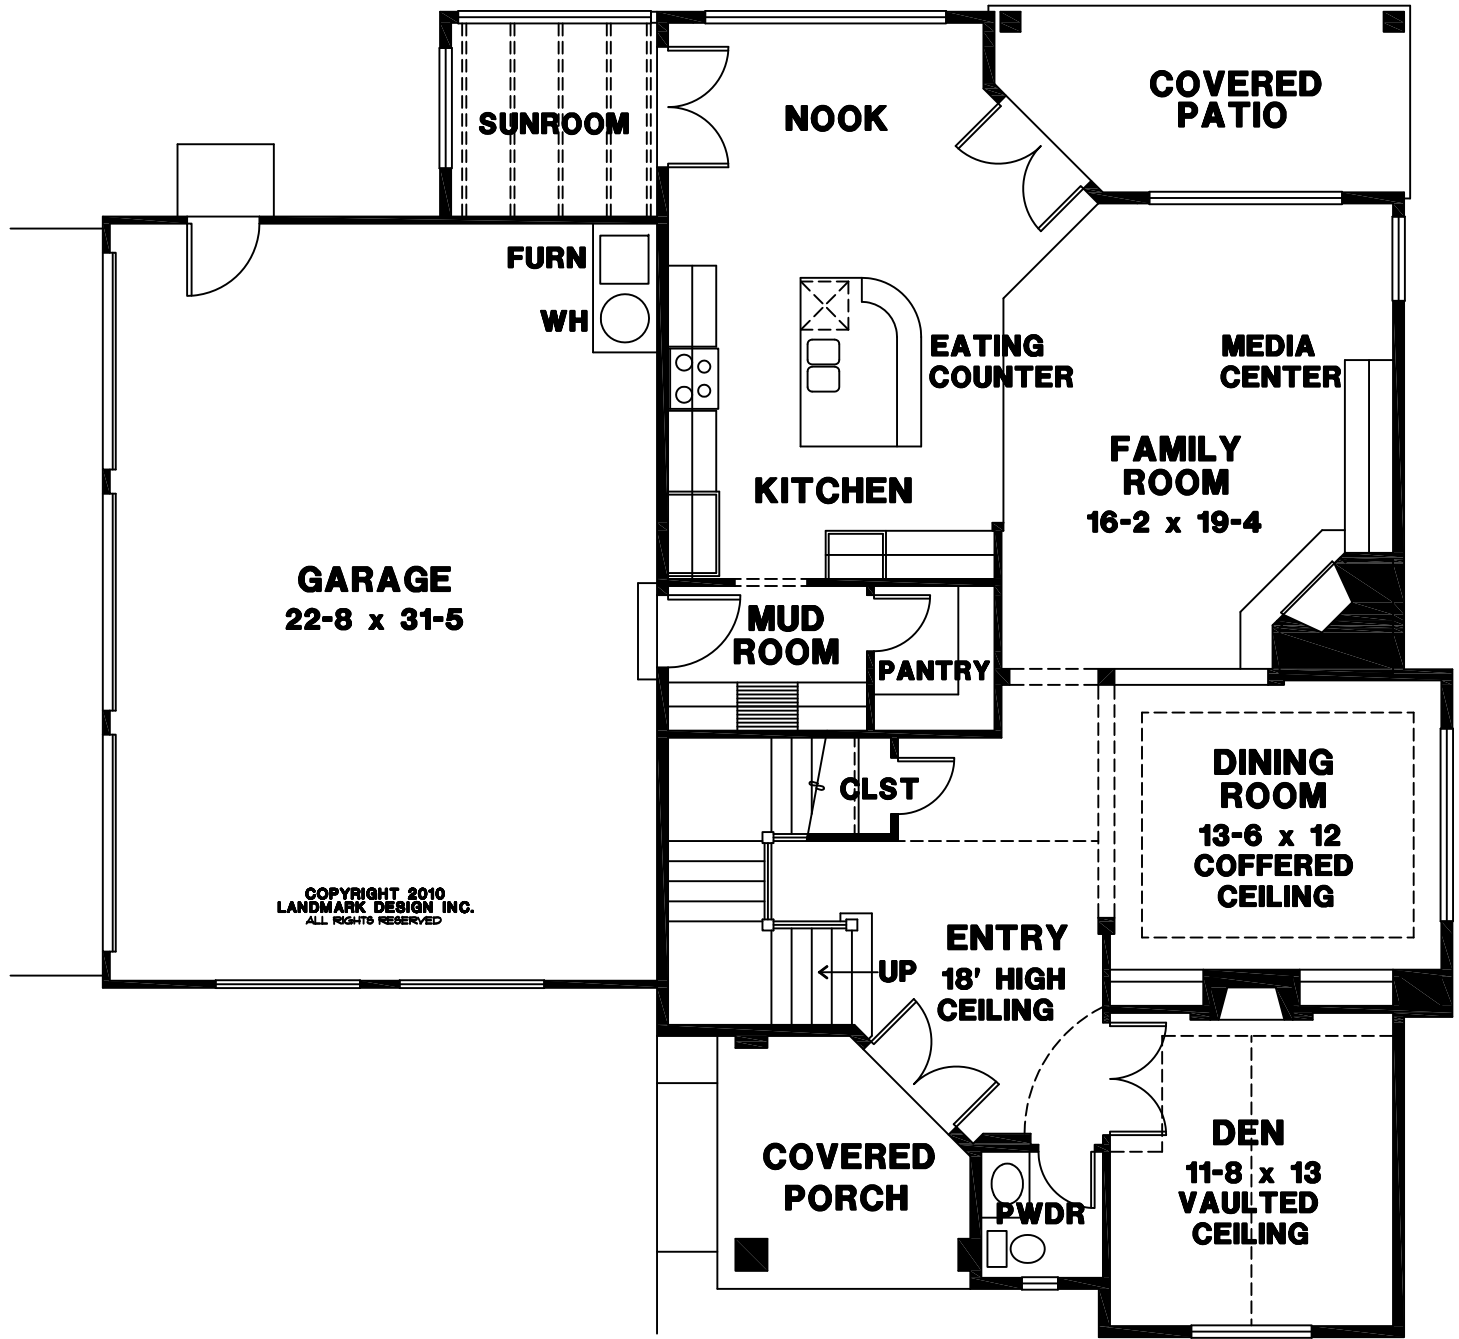 COVERED
PATIO
NOOK
SUNROOM
FURN
WH
EATING
COUNTER
MEDIA
CENTER
FAMILY
ROOM
16-2 x 19-4
KITCHEN
GARAGE
22-8 x 31-5
MUD
ROOM
PANTRY
DINING
ROOM
13-6 x 12
COFFERED
CEILING
CLST
COPYRIGHT 2010
LANDMARK DESIGN INC.
ALL RIGHTS RESERVED
ENTRY
18' HIGH
CEILING
UP
DEN
11-8 x 13
VAULTED
CEILING
COVERED
PORCH
PWDR